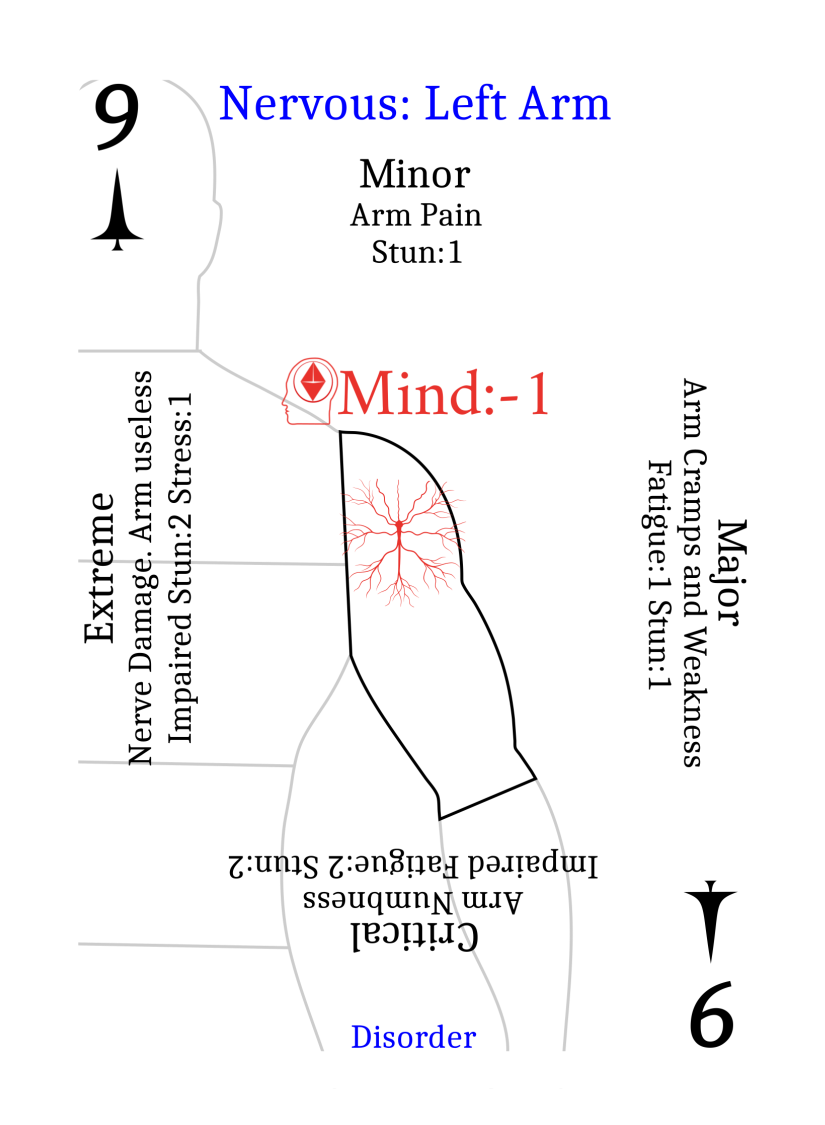 9
Nervous: Left Arm
Minor
Arm Pain
Stun:1
Mind:-1
Major
Arm Cramps and Weakness
Fatigue:1 Stun:1
Extreme
Nerve Damage. Arm useless
Impaired Stun:2 Stress:1
Critical
Arm Numbness
Impaired Fatigue:2 Stun:2
Disorder
9